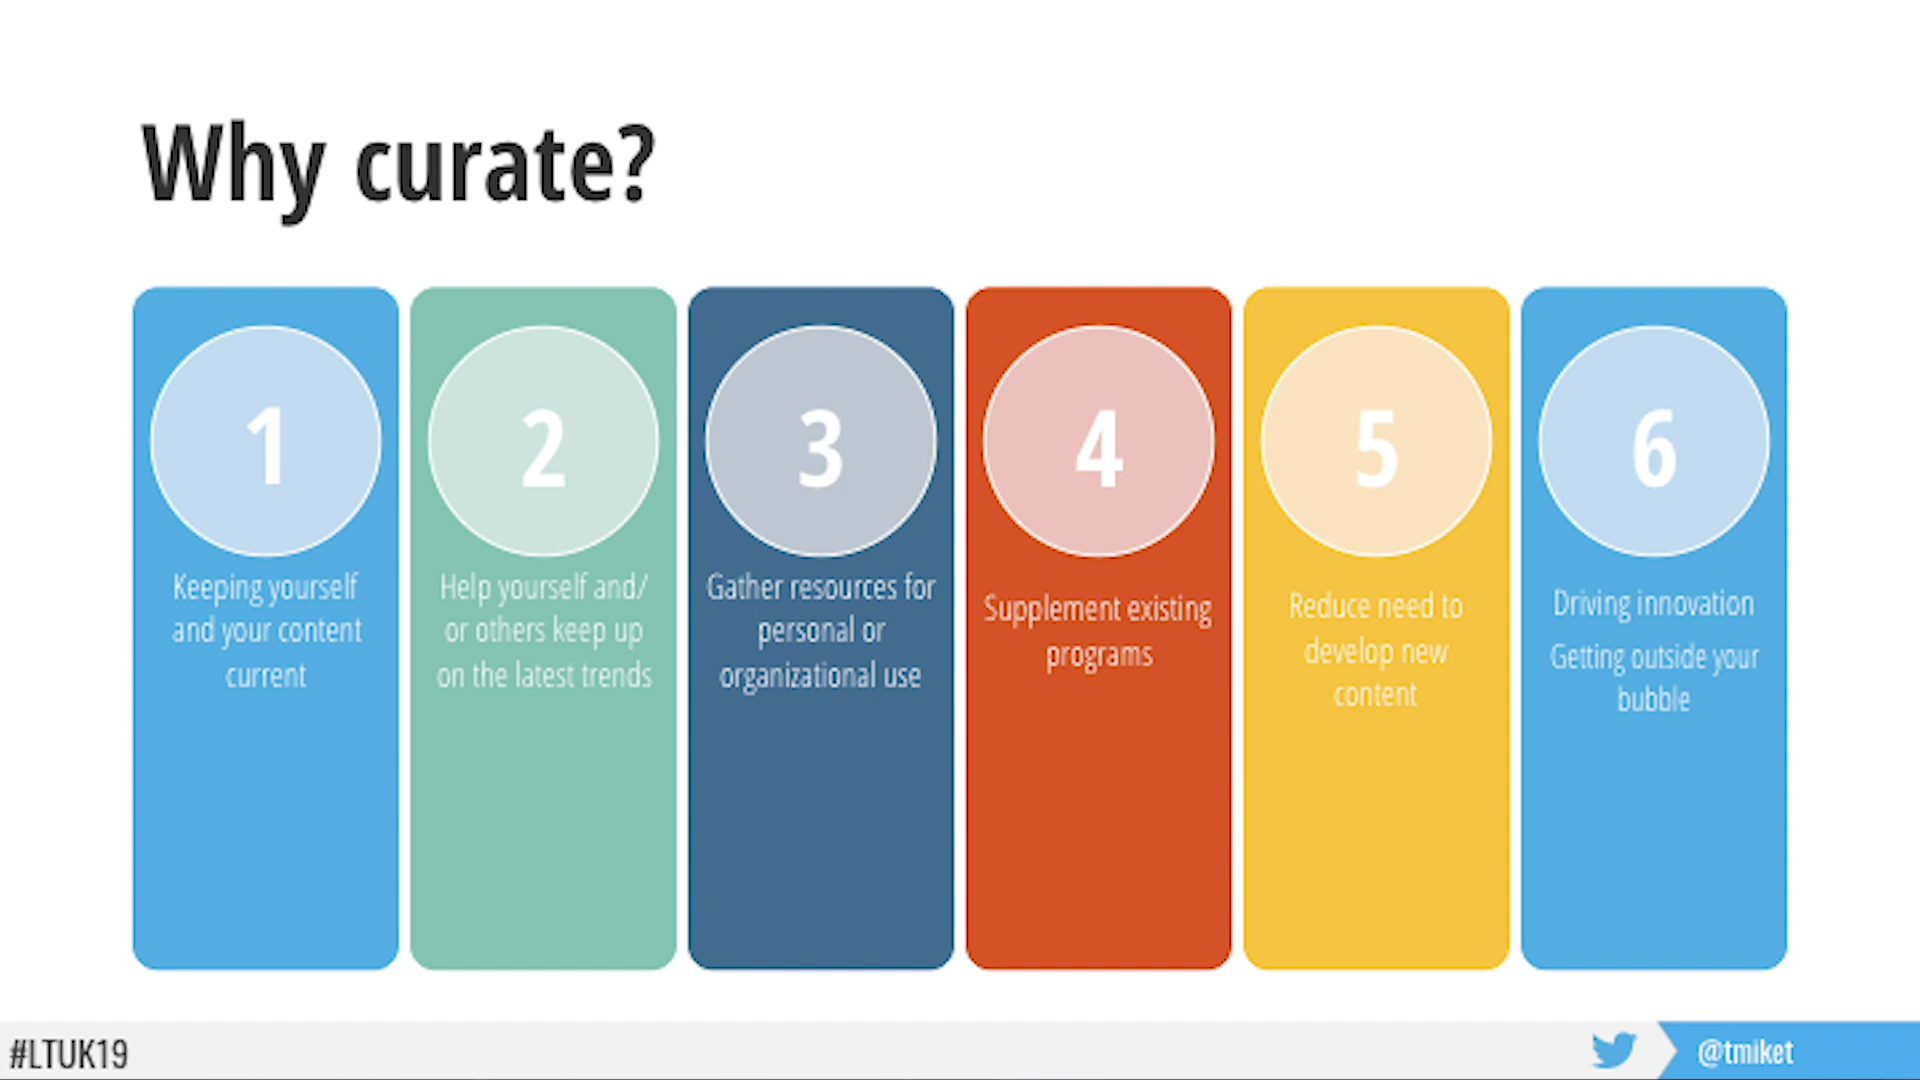 Why curate?
1
Keeping yourself
and your content
current
2
Help yourself and/
or others keep up
on the latest trends
3
Gather resources for
personal or
organizational use
4
Supplement existing
programs
5
Reduce need to
develop new
content
6
Driving innovation
Getting outside your
bubble
#LTUK19
@tmiket